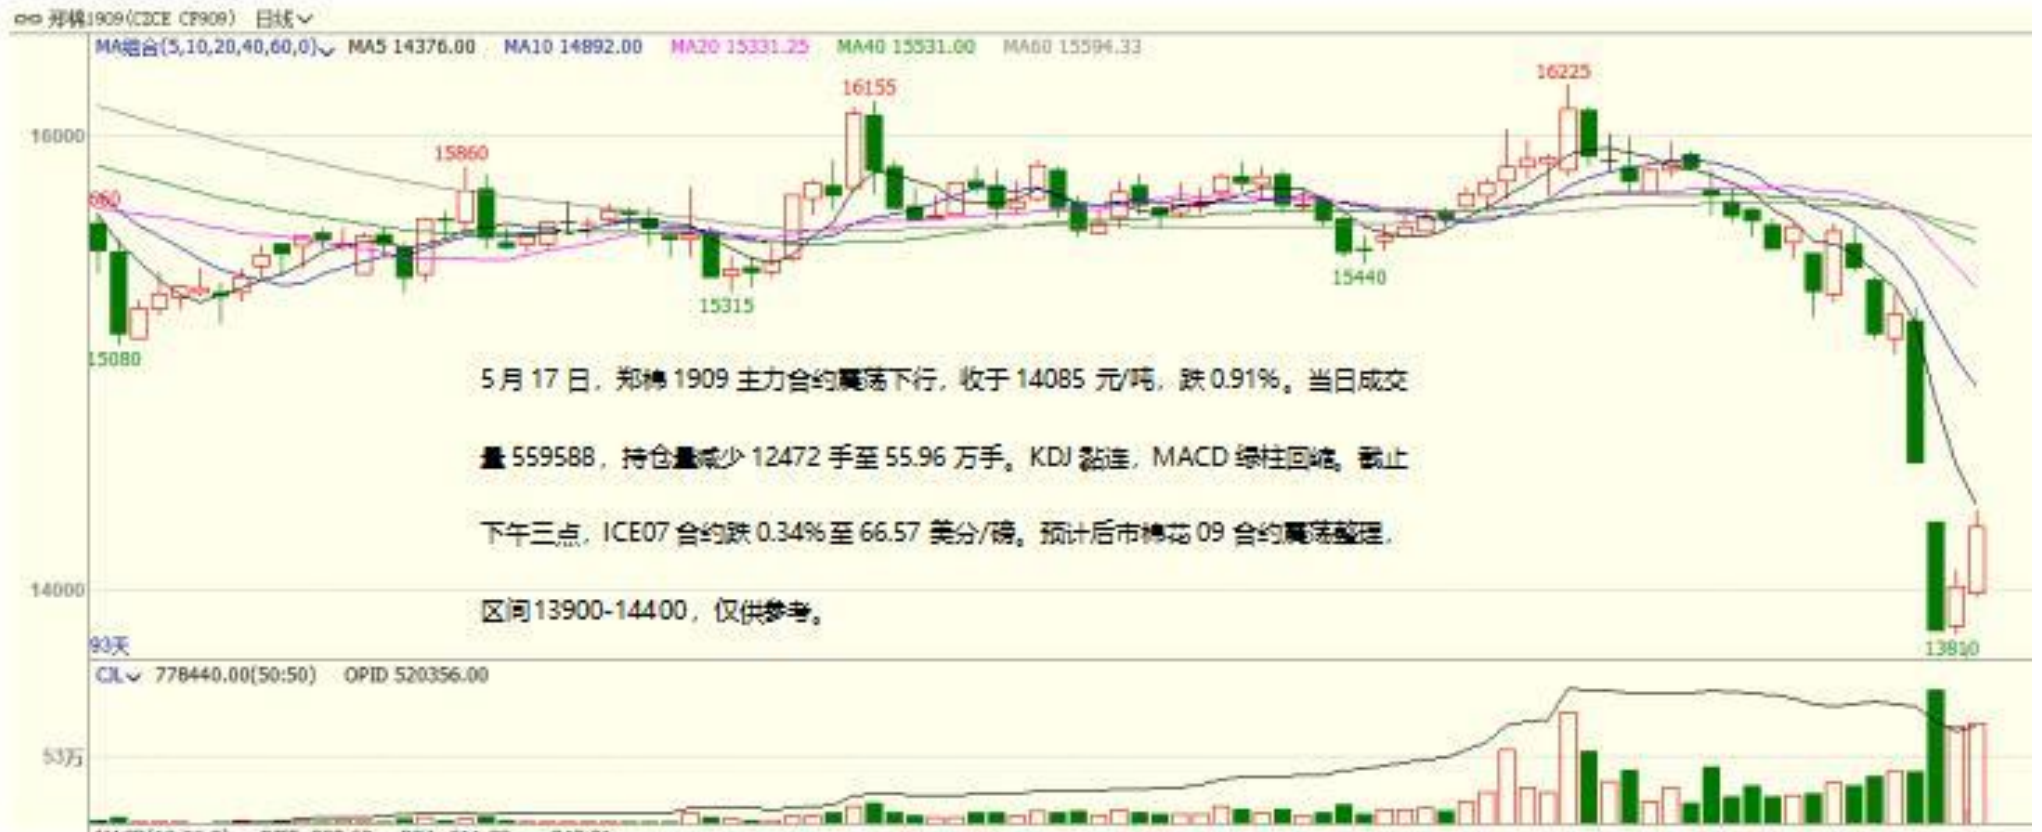 郑棉1909(CZCE CF909) 日线
MA组合(5,10,20,40,60,0) MA5 14376.00 MA10 14892.00 MA20 15331.25 MA40 15531.00 MA60 15594.33
16225
16155
16000
15860
660
15440
15315
15080
5月17日，郑棉1909主力合约震荡下行，收于14085 元/吨，跌0.91%。当日成交
量559588，持仓量减少12472手至55.96万手。KDJ黏连，MACD绿柱回缩。截止
下午三点，ICE07合约跌0.34%至66.57 美分/磅。预计后市棉花09合约震荡整理，
区间13900-14400，仅供参考。
14000
93天
13810
CJL 778440.00(50:50) OPID 520356.00
53万